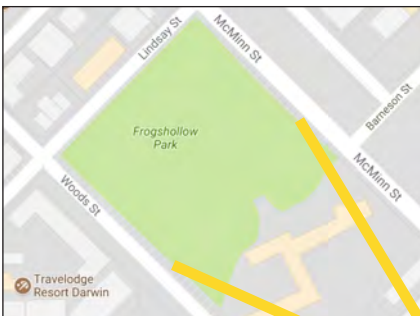 Lindsay St
McMinn St
Barneson St
Frogshollow
Park
McMinn St
Woods St
Travelodge
Resort Darwin